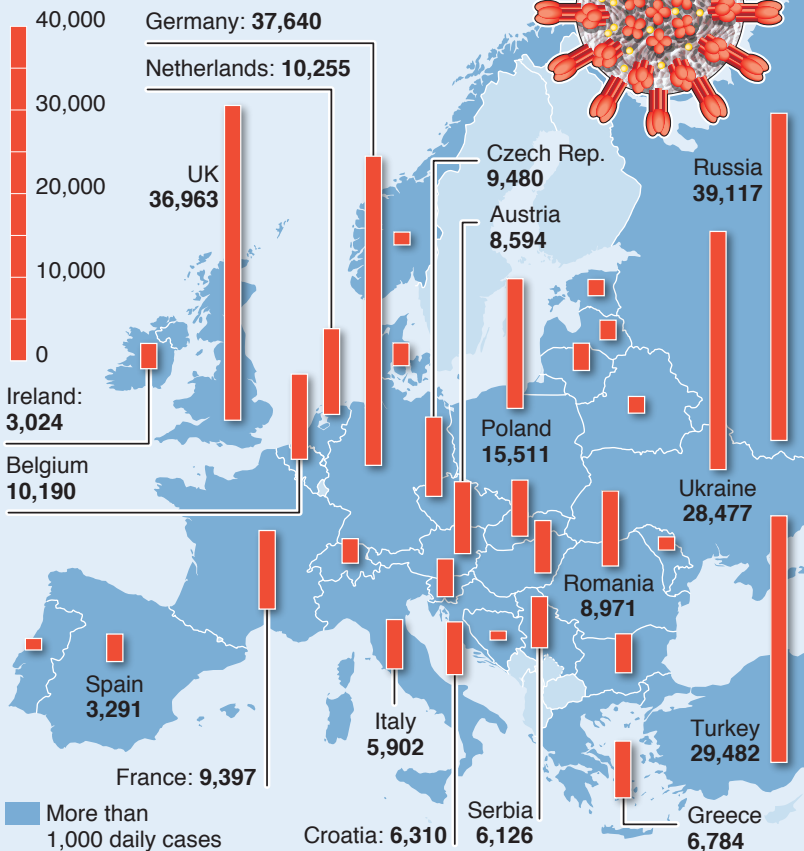 40,000
30,000
20,000
10,000
0
Germany: 37,640
Netherlands: 10,255
UK
36,963
Czech Rep.
9,480
Austria
8,594
Russia
39,117
Ireland:
3,024
Belgium
10,190
Poland
15,511
Ukraine
28,477
Romania
8,971
Spain
3,291
Italy
5,902
Turkey
29,482
France: 9,397
More than
1,000 daily cases
Croatia: 6,310
Serbia
6,126
Greece
6,784